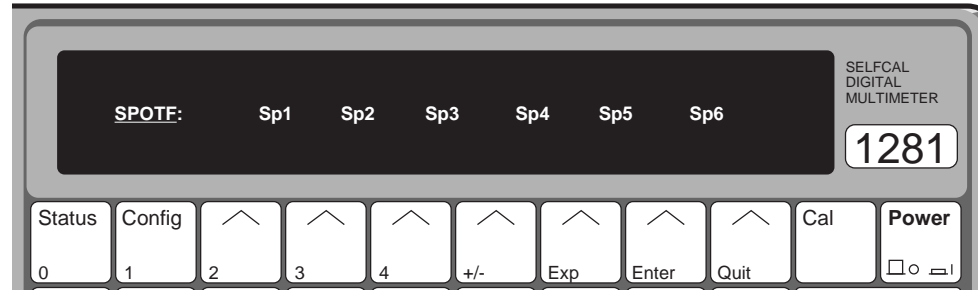 SELFCAL
DIGITAL
MULTIMETER
SPOTF: Sp1 Sp2 Sp3 Sp4 Sp5 Sp6
1281
Status Config Cal Power
0 1 2 3 4 +/- Exp Enter Quit